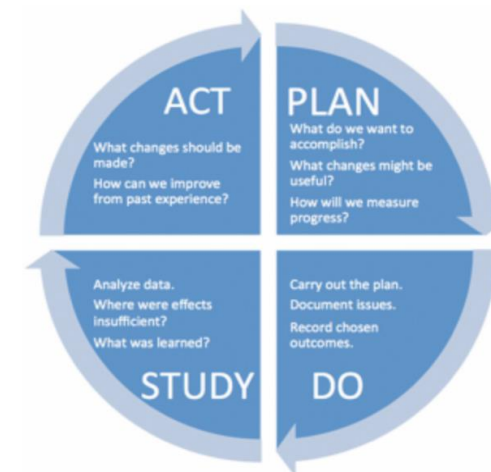 ACT
What changes should be
made?
How can we improve
from past experience?
PLAN
What do we want to
accomplish?
What changes might be
useful?
How will we measure
progress?
Analyze data.
Where were effects
insufficient?
What was learned?
STUDY
Carry out the plan.
Document issues.
Record chosen
outcomes.
DO